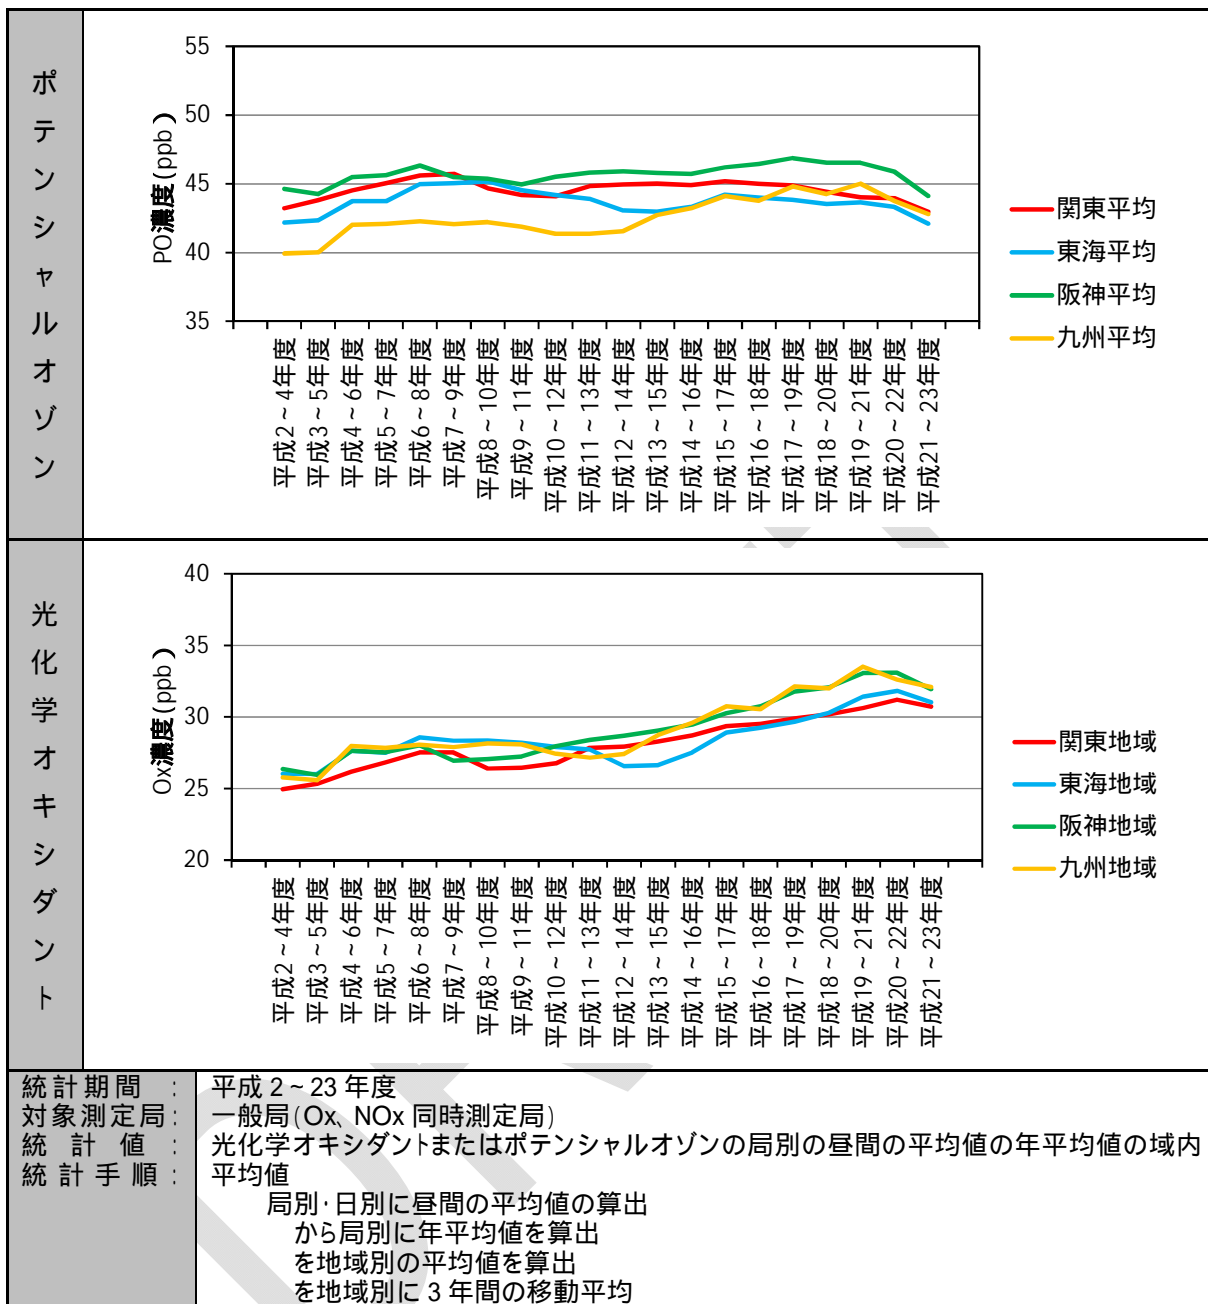 ポテンシャルオゾン
55
50
45
40
35
PO濃度(ppb)
平成2~4年度
平成3~5年度
平成4~6年度
平成5~7年度
平成6~8年度
平成7~9年度
平成8~10年度
平成9~11年度
平成10~12年度
平成11~13年度
平成12~14年度
平成13~15年度
平成14~16年度
平成15~17年度
平成16~18年度
平成17~19年度
平成18~20年度
平成19~21年度
平成20~22年度
平成21~23年度
関東平均
東海平均
阪神平均
九州平均
光化学オキシダント
40
35
30
25
20
Ox濃度(ppb)
平成2~4年度
平成3~5年度
平成4~6年度
平成5~7年度
平成6~8年度
平成7~9年度
平成8~10年度
平成9~11年度
平成10~12年度
平成11~13年度
平成12~14年度
平成13~15年度
平成14~16年度
平成15~17年度
平成16~18年度
平成17~19年度
平成18~20年度
平成19~21年度
平成20~22年度
平成21~23年度
関東地域
東海地域
阪神地域
九州地域
統計期間 : 平成2~23年度
対象測定局: 一般局(Ox、NOx同時測定局)
統計値 : 光化学オキシダントまたはポテンシャルオゾンの局別の昼間の平均値の年平均値の域内
統計手順: 平均値
局別・日別に昼間の平均値の算出
から局別に年平均値を算出
を地域別の平均値を算出
を地域別に3年間の移動平均